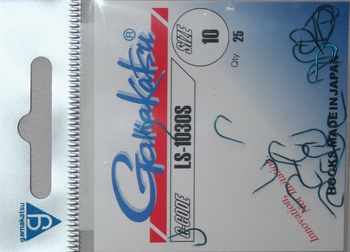 Gamakatsu®
G-CODE LS-1030S
SIZE 10
Qty 25
Innovation,
Not imitation!
HOOKS MADE IN JAPAN
gamakatsu